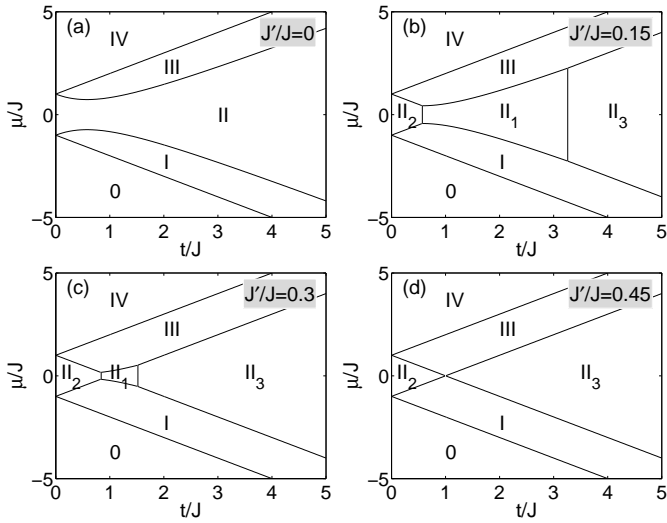 (a)
J′/J=0
IV
III
II
I
0
5
0
−5
μ/J
0 1 2 3 4 5
t/J
(b)
J′/J=0.15
IV
III
II2
II1
II3
I
0
5
0
−5
μ/J
0 1 2 3 4 5
t/J
(c)
J′/J=0.3
IV
III
II2
II1
II3
I
0
5
0
−5
μ/J
0 1 2 3 4 5
t/J
(d)
J′/J=0.45
IV
III
II2
II3
I
0
5
0
−5
μ/J
0 1 2 3 4 5
t/J